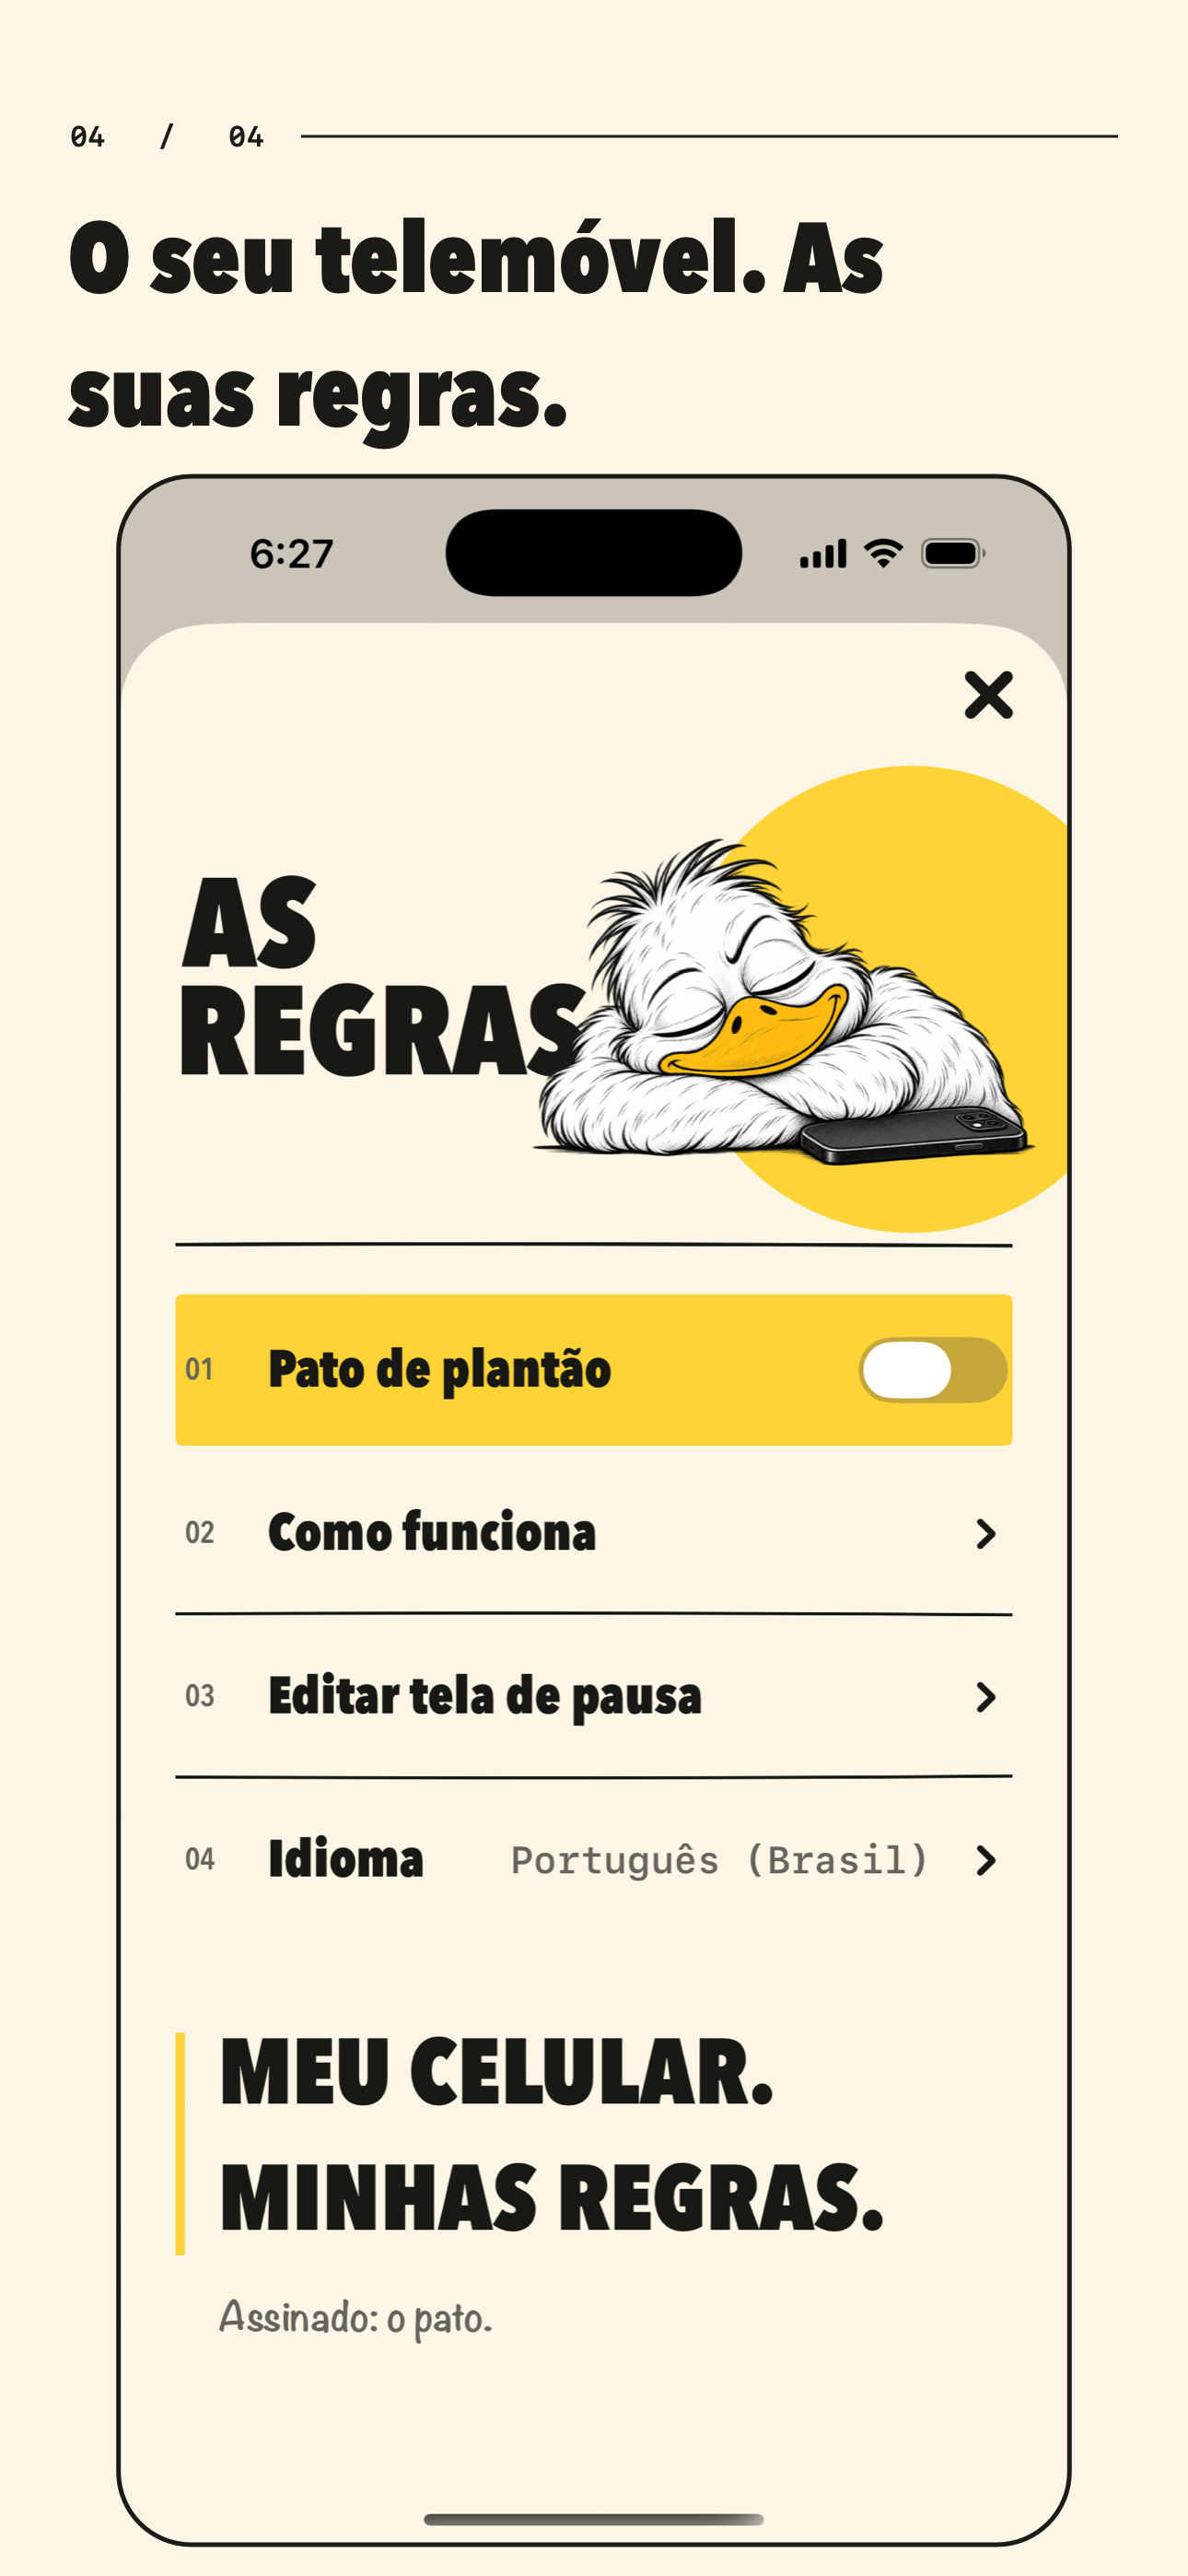 04 / 04
O seu telemóvel. As
suas regras.
6:27
AS
REGRAS
01 Pato de plantão
02 Como funciona
03 Editar tela de pausa
04 Idioma Português (Brasil)
MEU CELULAR.
MINHAS REGRAS.
Assinado: o pato.